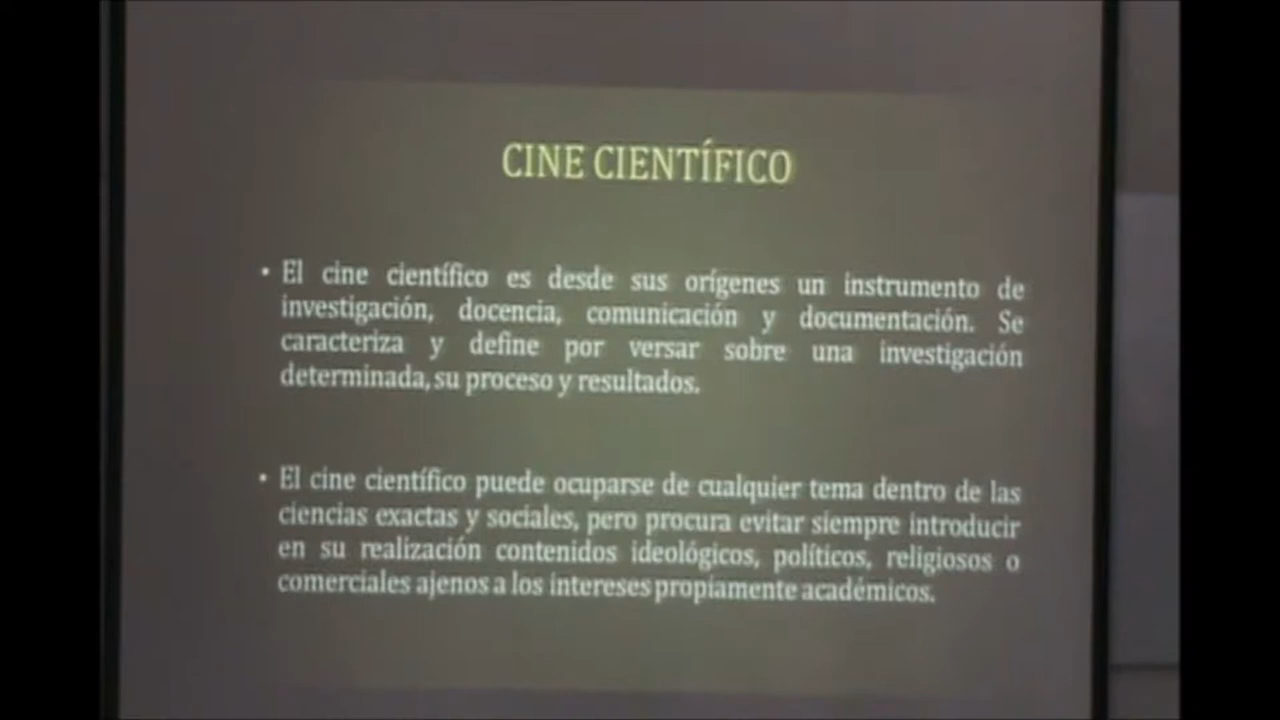 CINE CIENTÍFICO
• El cine científico es desde sus orígenes un instrumento de
investigación, docencia, comunicación y documentación. Se
caracteriza y define por versar sobre una investigación
determinada, su proceso y resultados.
• El cine científico puede ocuparse de cualquier tema dentro de las
ciencias exactas y sociales, pero procura evitar siempre introducir
en su realización contenidos ideológicos, políticos, religiosos o
comerciales ajenos a los intereses propiamente académicos.